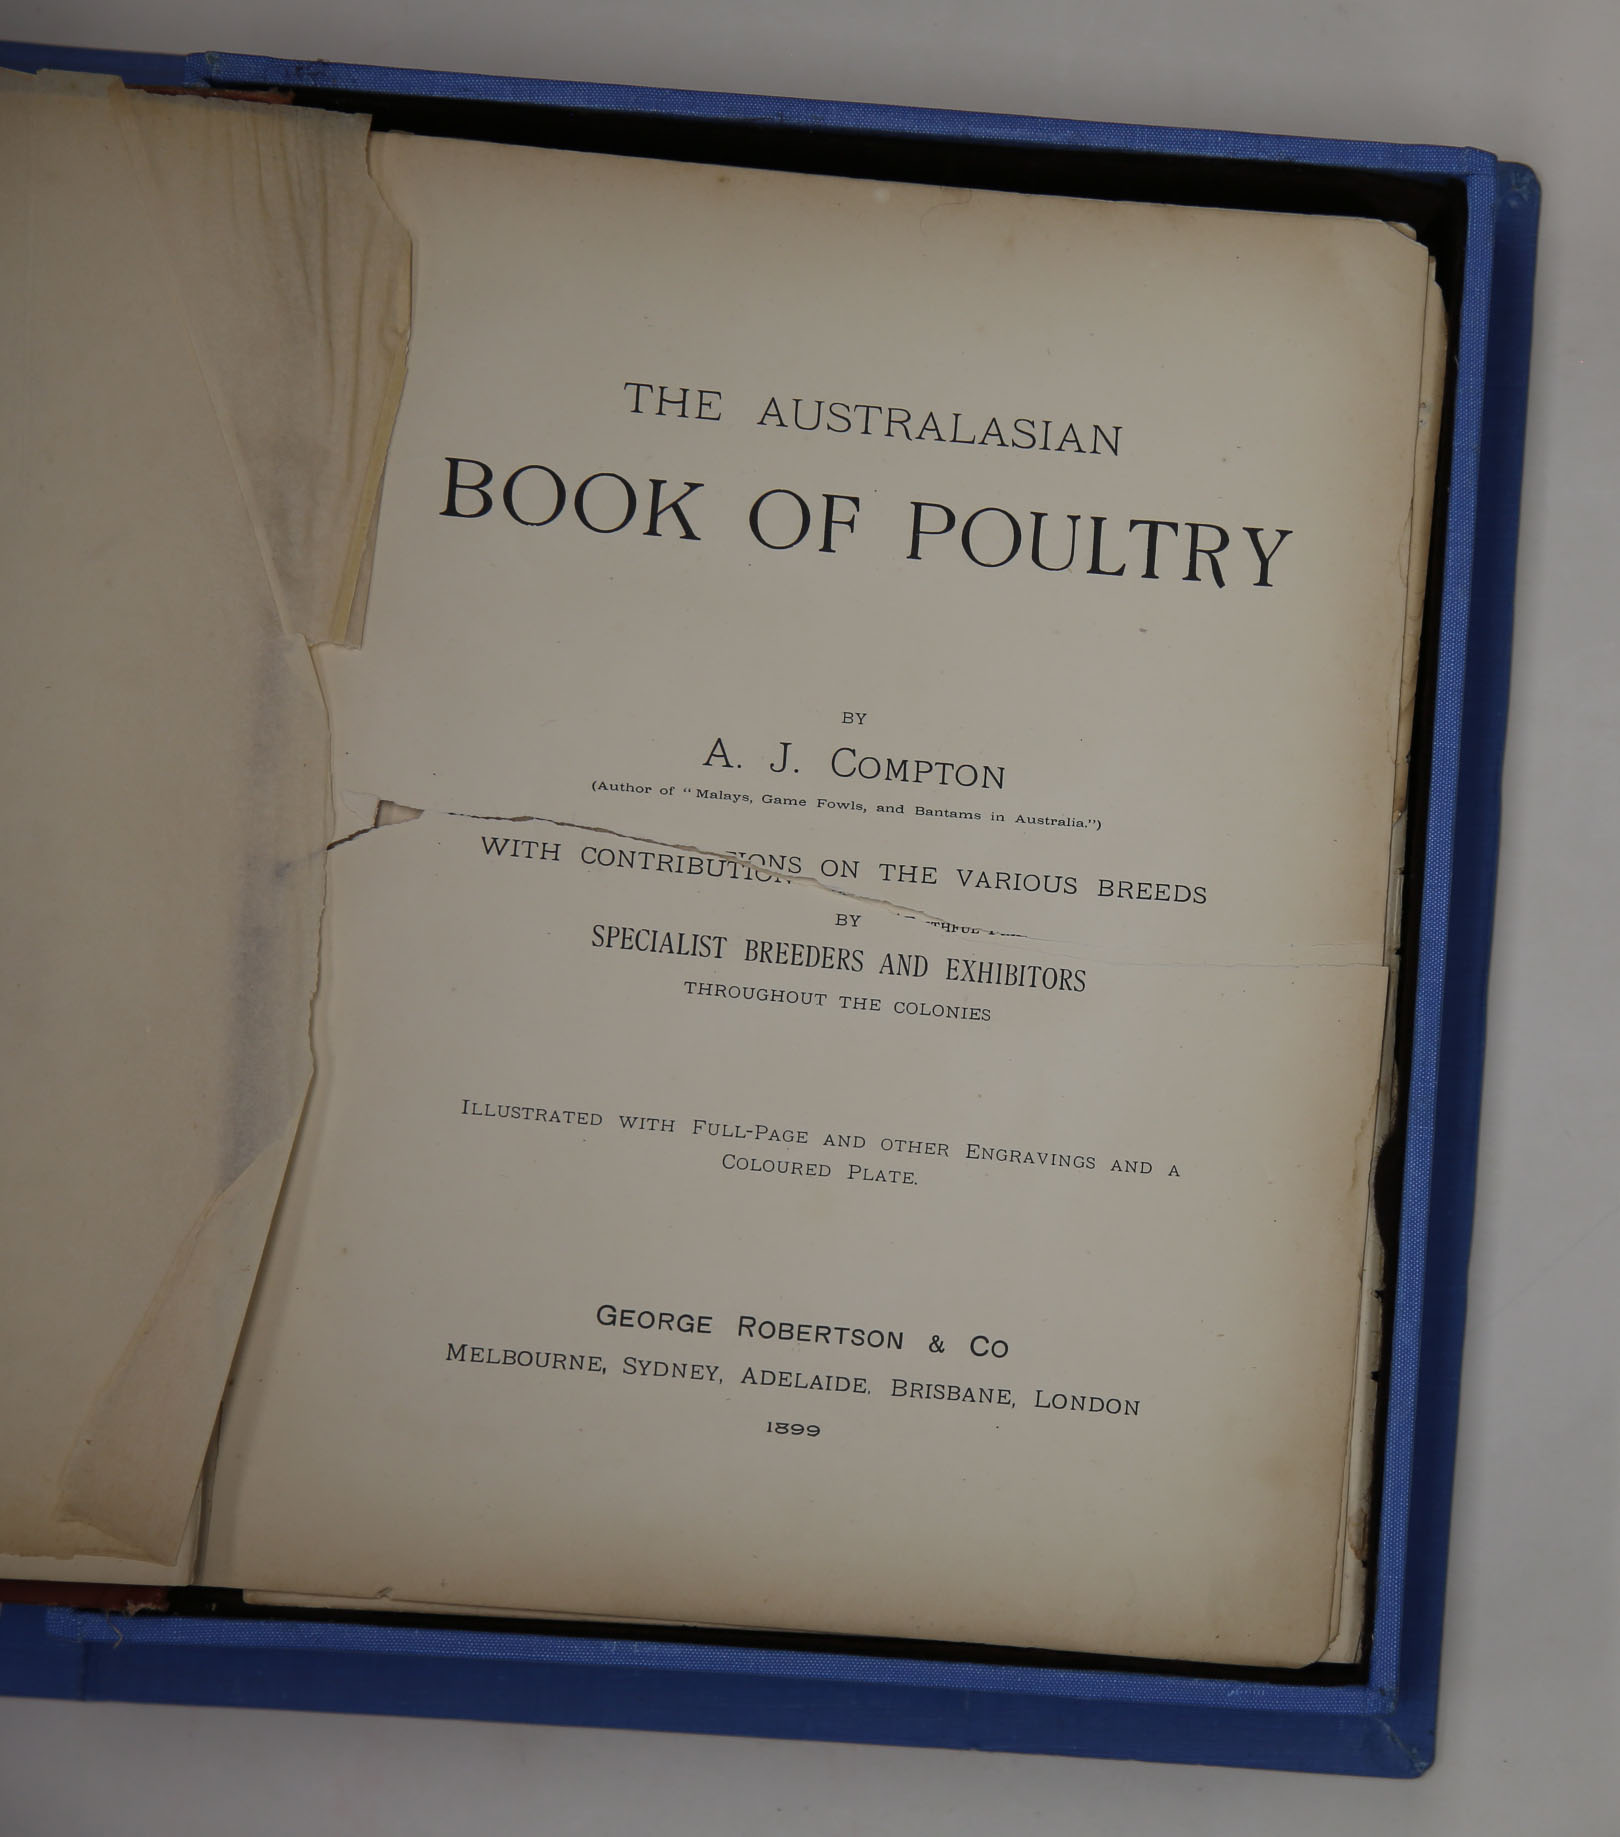 THE AUSTRALASIAN
BOOK OF POULTRY
BY
A. J. COMPTON
(Author of "Malays, Game Fowls, and Bantams in Australia.")
WITH CONTRIBUTIONS ON THE VARIOUS BREEDS
BY
SPECIALIST BREEDERS AND EXHIBITORS
THROUGHOUT THE COLONIES
ILLUSTRATED WITH FULL-PAGE AND OTHER ENGRAVINGS AND A
COLOURED PLATE.
GEORGE ROBERTSON & CO
MELBOURNE, SYDNEY, ADELAIDE. BRISBANE, LONDON
1899